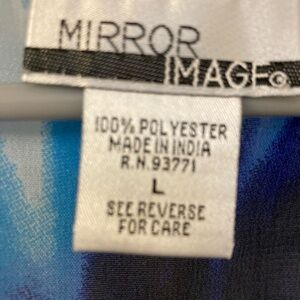 MIRROR
IMAGE©
100% POLYESTER
MADE IN INDIA
R.N. 93771
L
SEE REVERSE
FOR CARE